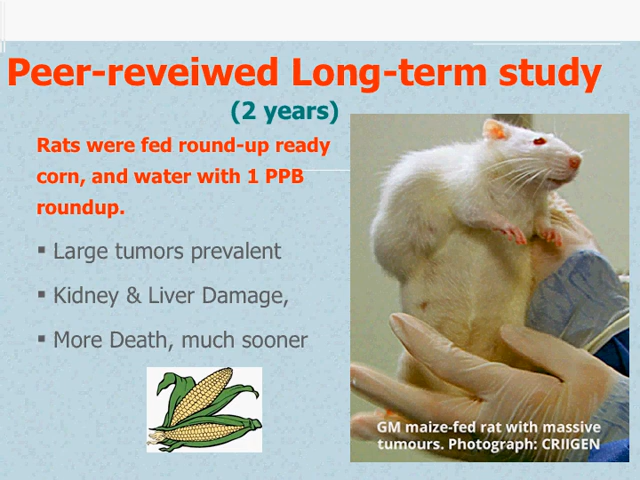 Peer-reveiwed Long-term study
(2 years)
Rats were fed round-up ready
corn, and water with 1 PPB
roundup.
▪ Large tumors prevalent
▪ Kidney & Liver Damage,
▪ More Death, much sooner
GM maize-fed rat with massive
tumours. Photograph: CRIIGEN